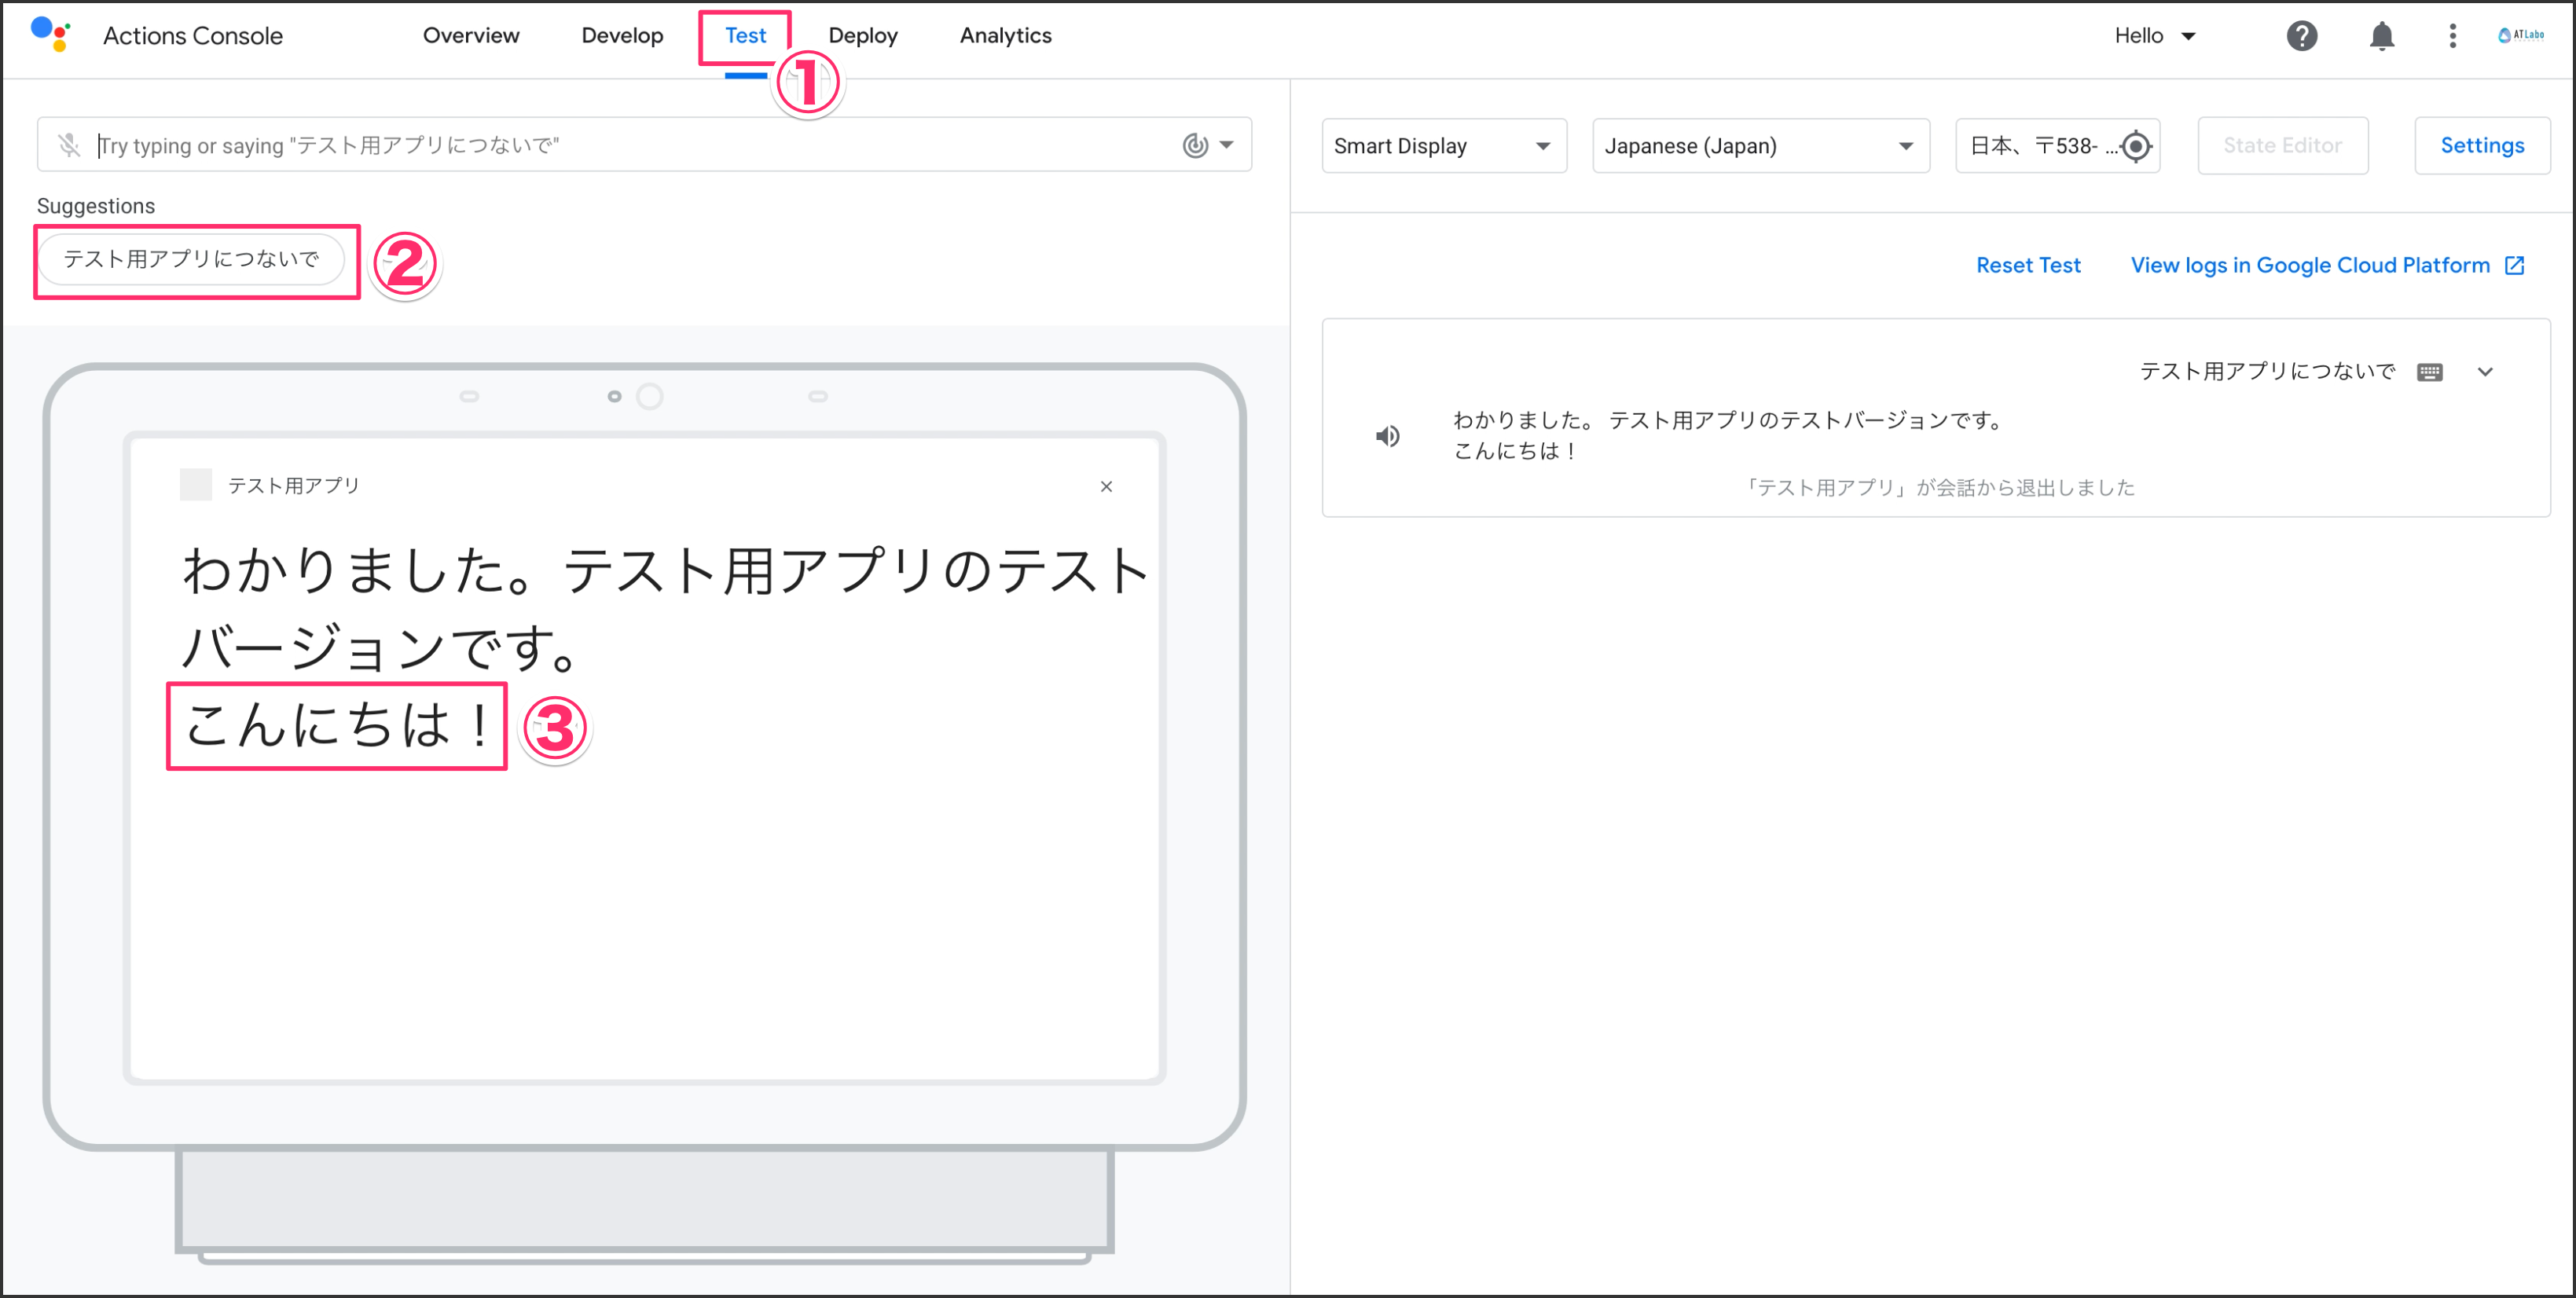 Actions Console
Overview
Develop
Test
Deploy
Analytics
Hello
ATLabo
①
Try typing or saying "テスト用アプリにつないで"
Suggestions
テスト用アプリにつないで
②
テスト用アプリ
わかりました。テスト用アプリのテスト
バージョンです。
こんにちは！
③
Smart Display
Japanese (Japan)
日本、〒538- ...
State Editor
Settings
Reset Test
View logs in Google Cloud Platform
テスト用アプリにつないで
わかりました。 テスト用アプリのテストバージョンです。
こんにちは！
「テスト用アプリ」が会話から退出しました